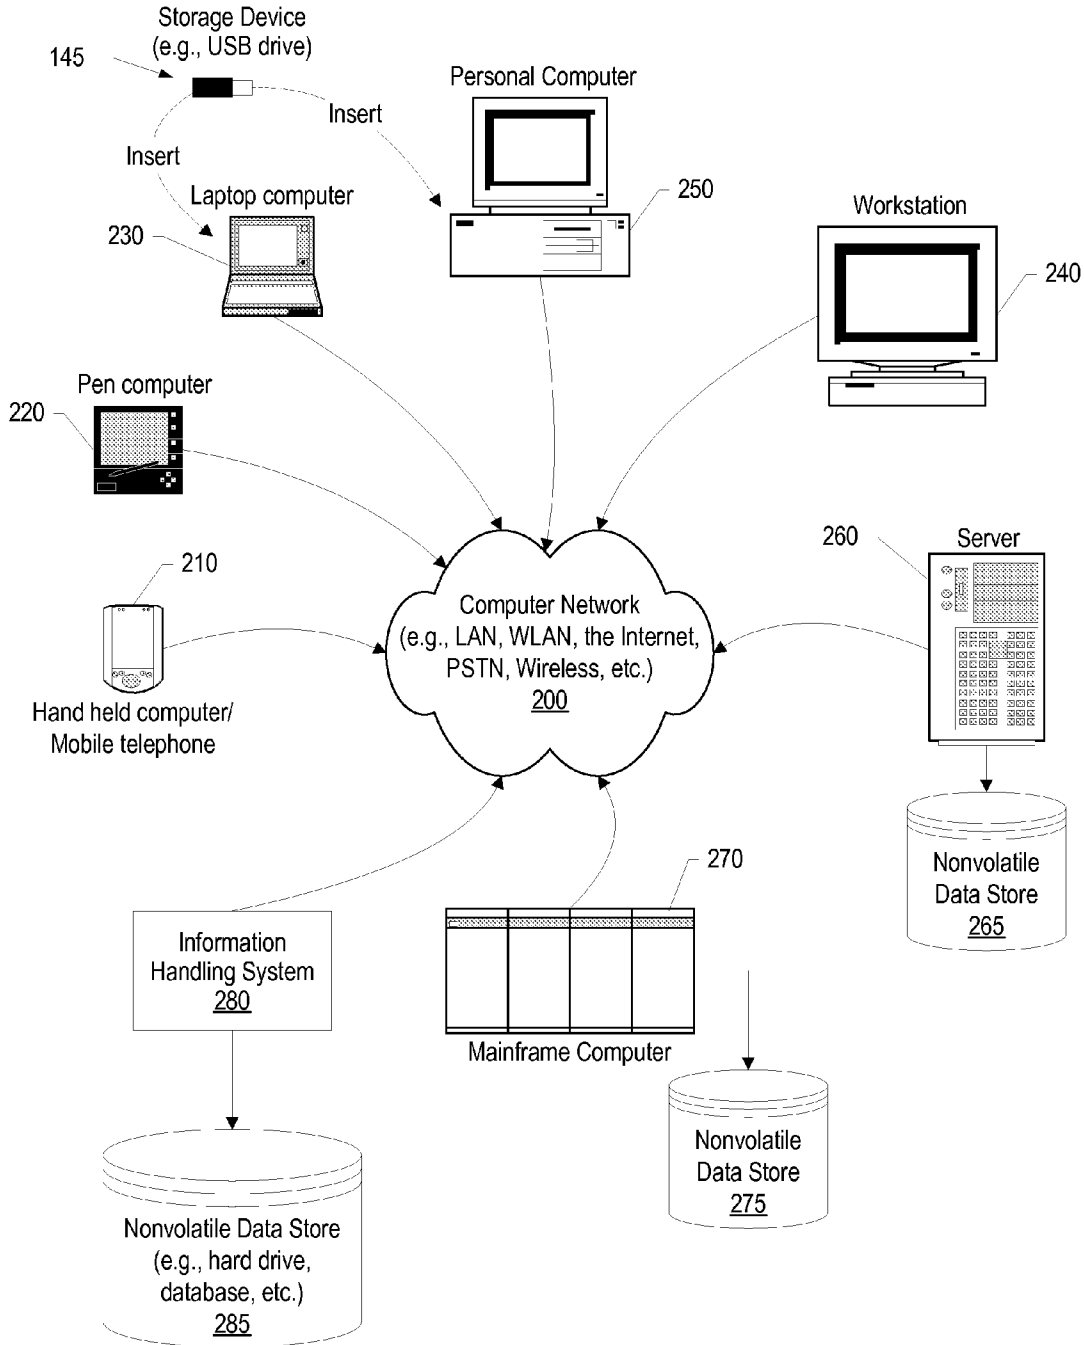 Storage Device
(e.g., USB drive)
145
Personal Computer
Insert
Insert
Laptop computer
230
250
Workstation
240
Pen computer
220
260
Server
210
Computer Network
(e.g., LAN, WLAN, the Internet,
PSTN, Wireless, etc.)
200
Hand held computer/
Mobile telephone
270
Nonvolatile
Data Store
265
Information
Handling System
280
Mainframe Computer
Nonvolatile
Data Store
275
Nonvolatile Data Store
(e.g., hard drive,
database, etc.)
285